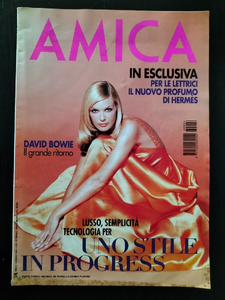 AMICA
IN ESCLUSIVA
PER LE LETTRICI
IL NUOVO PROFUMO
DI HERMES
DAVID BOWIE
il grande ritorno
LUSSO, SEMPLICITÀ
TECNOLOGIA PER
UNO STILE
IN PROGRESS